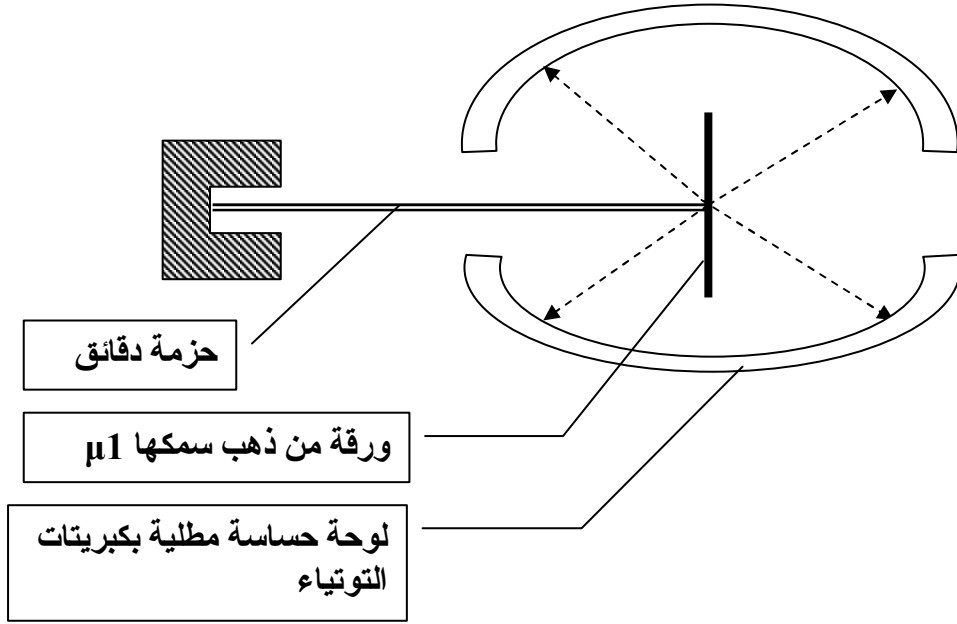 حزمة دقائق
ورقة من ذهب سمكها 1µ
لوحة حساسة مطلية بكبريتات
التوتياء